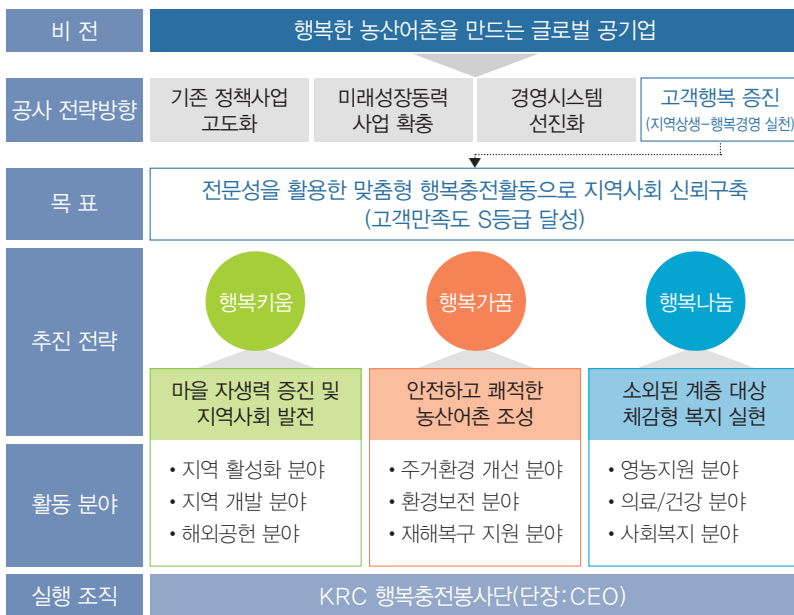 비 전
행복한 농산어촌을 만드는 글로벌 공기업
공사 전략방향
기존 정책사업
고도화
미래성장동력
사업 확충
경영시스템
선진화
고객행복 증진
(지역상생-행복경영 실천)
목 표
전문성을 활용한 맞춤형 행복충전활동으로 지역사회 신뢰구축
(고객만족도 S등급 달성)
추진 전략
행복키움
마을 자생력 증진 및
지역사회 발전
행복가꿈
안전하고 쾌적한
농산어촌 조성
행복나눔
소외된 계층 대상
체감형 복지 실현
활동 분야
• 지역 활성화 분야
• 지역 개발 분야
• 해외공헌 분야
• 주거환경 개선 분야
• 환경보전 분야
• 재해복구 지원 분야
• 영농지원 분야
• 의료/건강 분야
• 사회복지 분야
실행 조직
KRC 행복충전봉사단(단장:CEO)